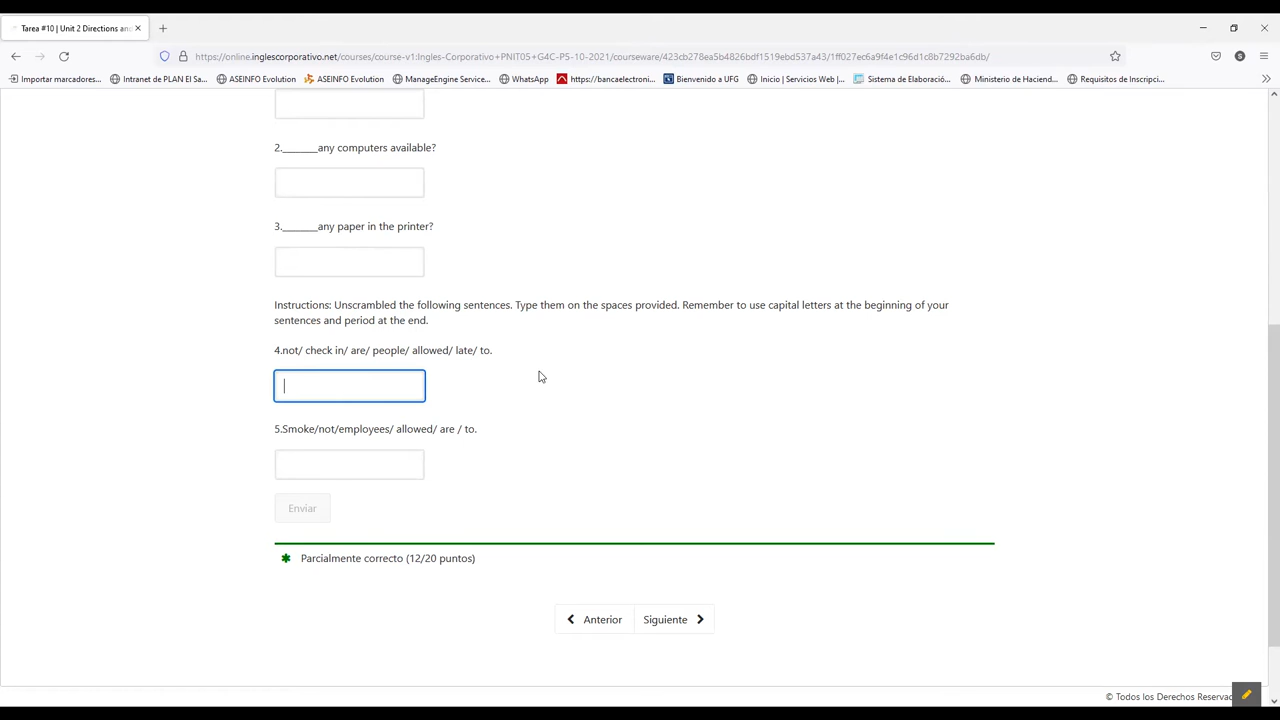 Tarea #10 | Unit 2 Directions an
https://online.inglescorporativo.net/courses/course-v1:Ingles-Corporativo+PNIT05+G4C-P5-10-2021/courseware/423cb278ea5b4826bdf1519ebd537a43/1ff027ec6a9f4e1c96d1c8b7292ba6db/
Importar marcadores... Intranet de PLAN El Sa... ASEINFO Evolution ASEINFO Evolution ManageEngine Service... WhatsApp https://bancaelectroni... Bienvenido a UFG Inicio | Servicios Web |... Sistema de Elaboració... Ministerio de Haciend... Requisitos de Inscripci...
2._______any computers available?
3._______any paper in the printer?
Instructions: Unscrambled the following sentences. Type them on the spaces provided. Remember to use capital letters at the beginning of your
sentences and period at the end.
4.not/ check in/ are/ people/ allowed/ late/ to.
5.Smoke/not/employees/ allowed/ are / to.
Enviar
Parcialmente correcto (12/20 puntos)
Anterior Siguiente
© Todos los Derechos Reservad